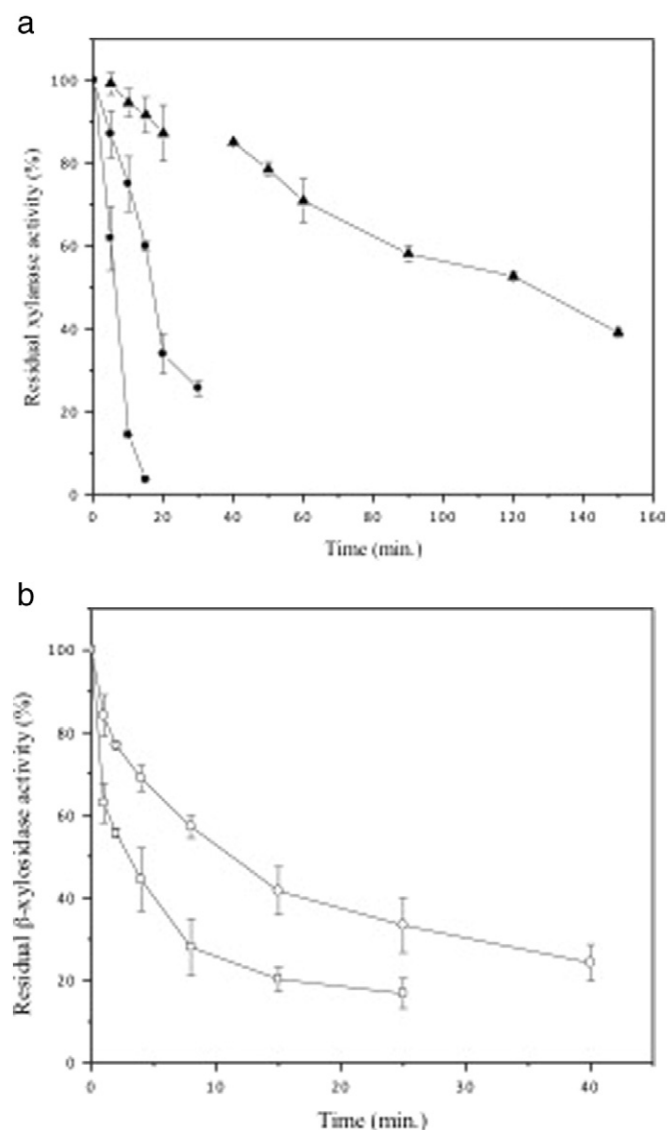 a
100
80
60
40
20
0
Residual xylanase activity (%)
0 20 40 60 80 100 120 140 160
Time (min.)
b
100
80
60
40
20
0
Residual β-xylosidase activity (%)
0 10 20 30 40
Time (min.)